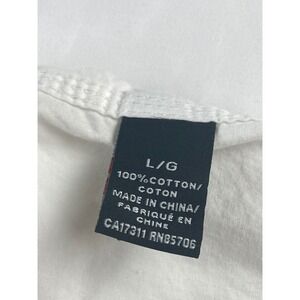 L/G
100%COTTON/
COTON
MADE IN CHINA/
FABRIQUÉ EN
CHINE
CA17311 RN85706